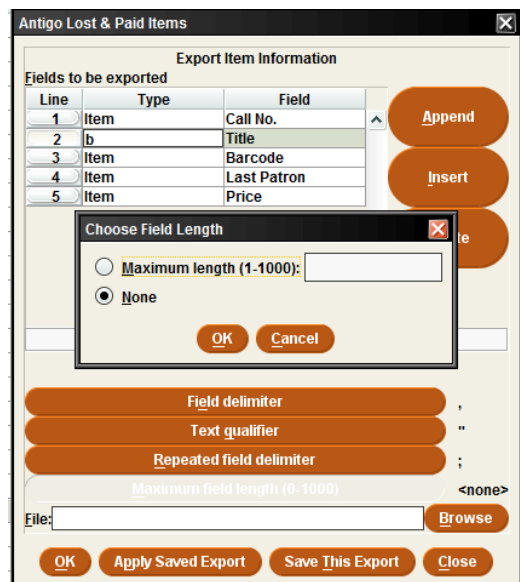 Antigo Lost & Paid Items
Export Item Information
Fields to be exported
Line Type Field
1 Item Call No.
2 b Title
3 Item Barcode
4 Item Last Patron
5 Item Price
Append
Insert
te
Choose Field Length
Maximum length (1-1000):
None
OK Cancel
Field delimiter ,
Text qualifier "
Repeated field delimiter ;
Maximum field length (0-1000) <none>
File: Browse
OK Apply Saved Export Save This Export Close